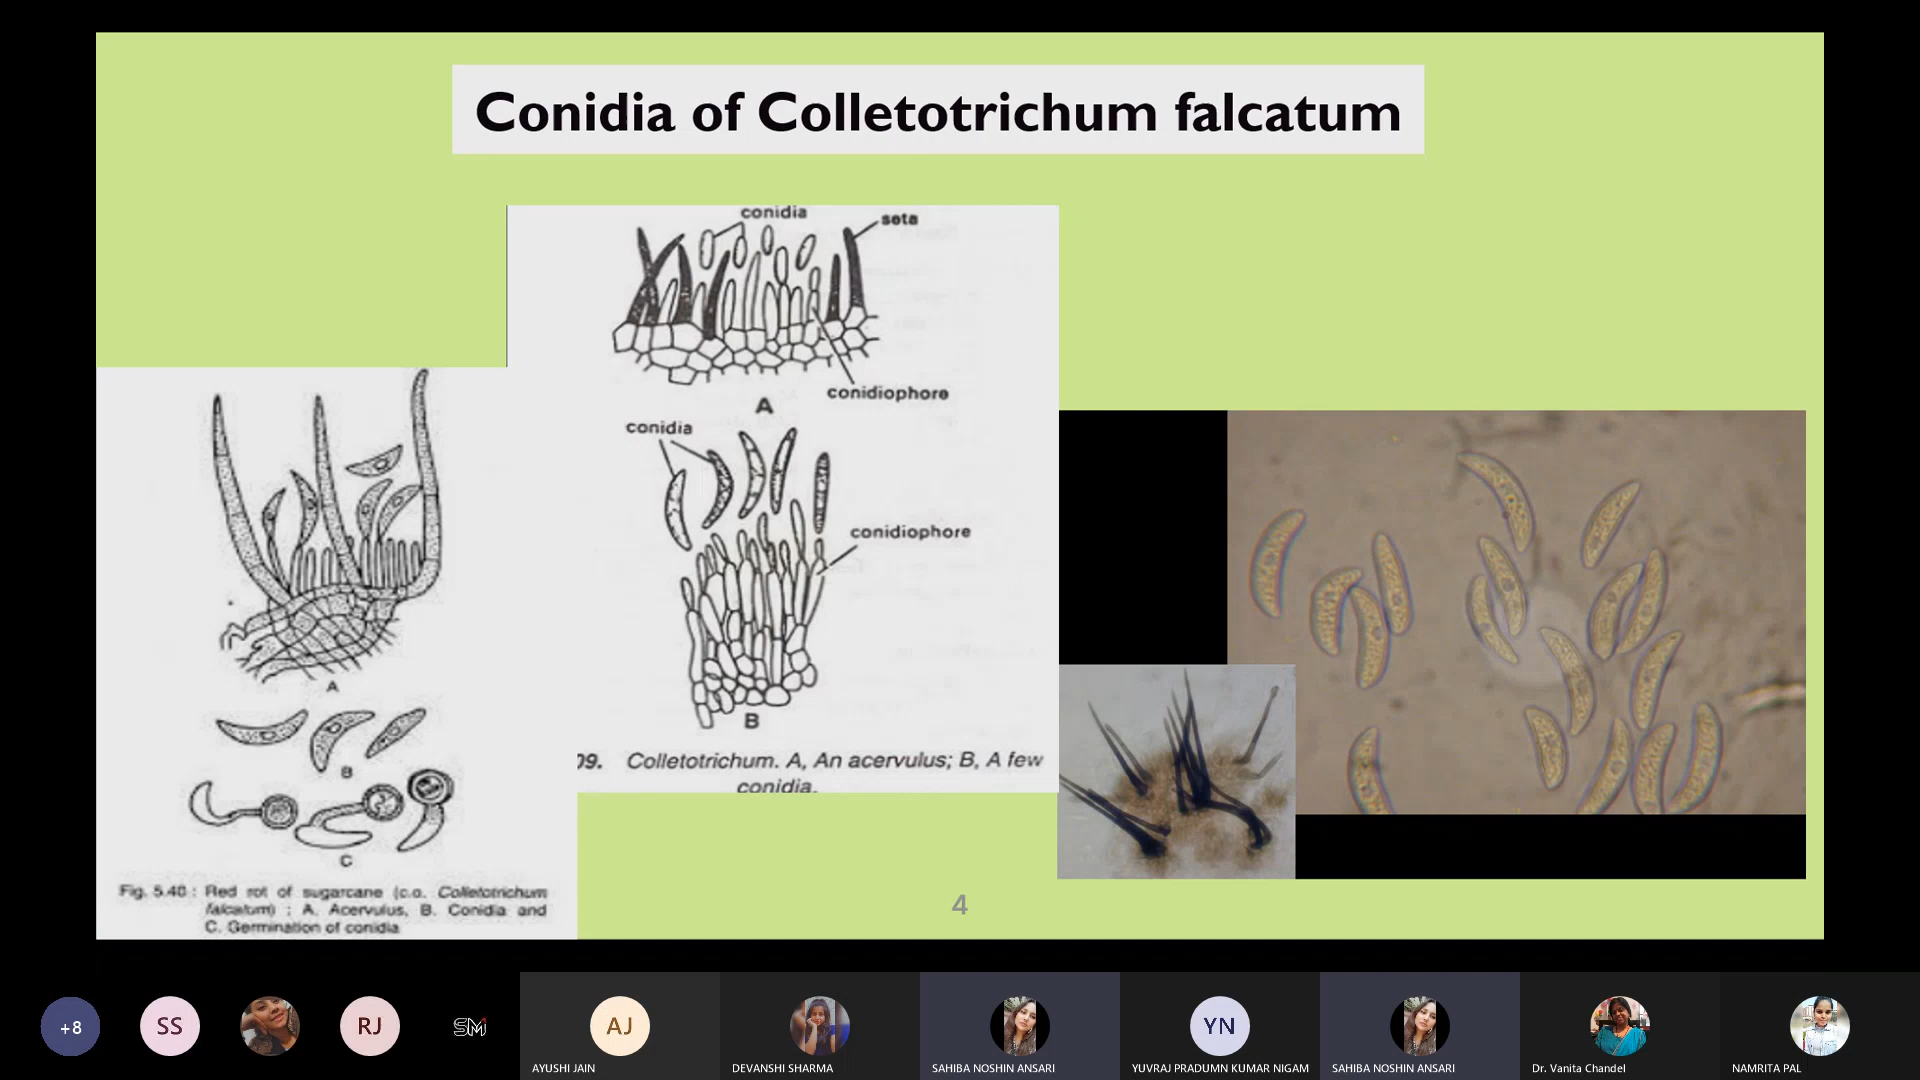 Conidia of Colletotrichum falcatum
conidia
seta
conidiophore
A
conidia
conidiophore
B
09. Colletotrichum. A, An acervulus; B, A few
conidia.
A
B
C
Fig. 5.40 : Red rot of sugarcane (c.o. Colletotrichum
falcatum) : A. Acervulus, B. Conidia and
C. Germination of conidia
4
+8
SS
RJ
SM
AJ
YN
AYUSHI JAIN
DEVANSHI SHARMA
SAHIBA NOSHIN ANSARI
YUVRAJ PRADUMN KUMAR NIGAM
SAHIBA NOSHIN ANSARI
Dr. Vanita Chandel
NAMRITA PAL